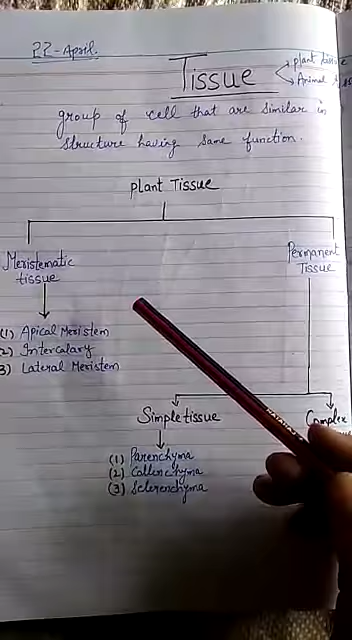 22-April.
Tissue
plant tissue
Animal
group of cell that are similar in
structure having same function.
plant Tissue
Meristematic
tissue
Permanent
Tissue
(1) Apical Meristem
2) Intercalary
3) Lateral Meristem
Simple tissue
Complex
(1) Parenchyma
(2) Collenchyma
(3) Sclerenchyma